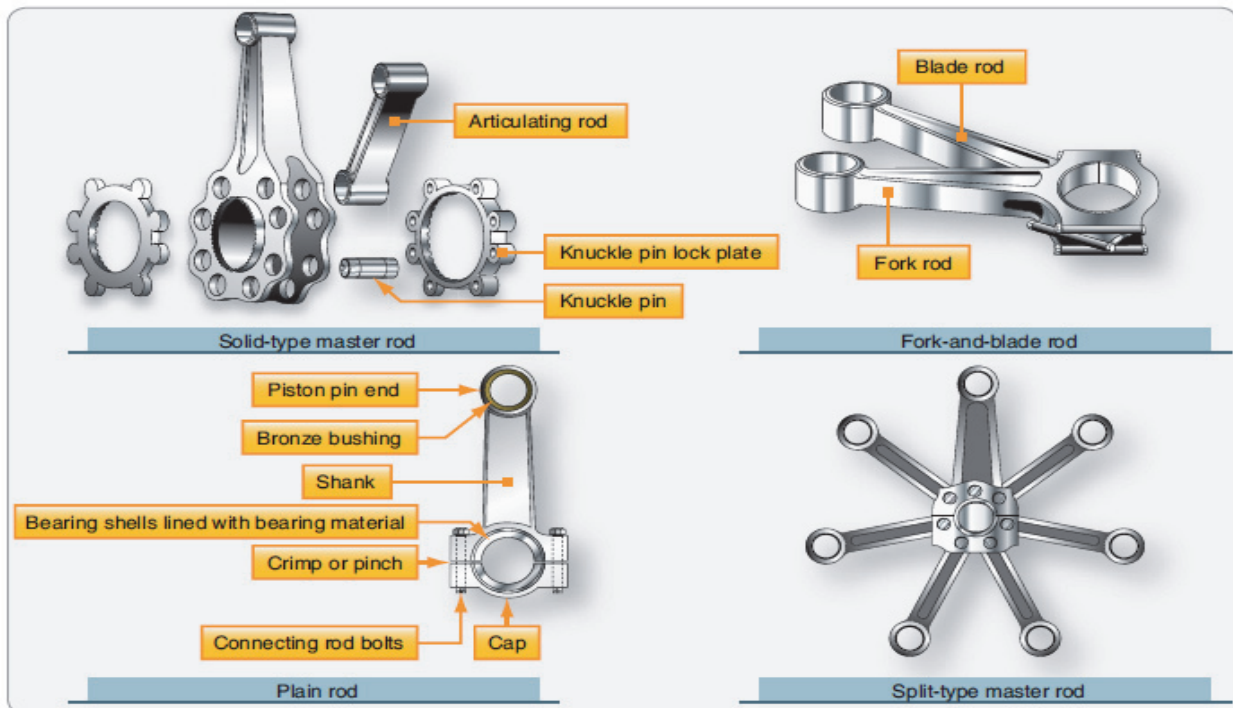 Articulating rod
Knuckle pin lock plate
Knuckle pin
Solid-type master rod
Blade rod
Fork rod
Fork-and-blade rod
Piston pin end
Bronze bushing
Shank
Bearing shells lined with bearing material
Crimp or pinch
Connecting rod bolts
Cap
Plain rod
Split-type master rod